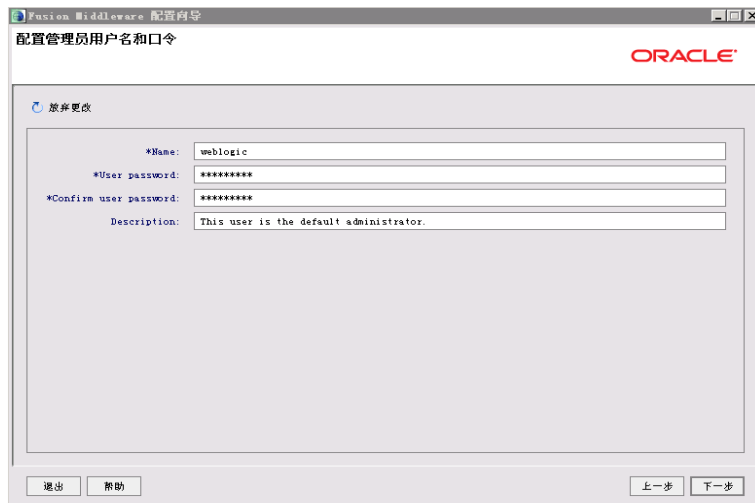 Fusion Middleware 配置向导
配置管理员用户名和口令
ORACLE
放弃更改
*Name: weblogic
*User password: *********
*Confirm user password: *********
Description: This user is the default administrator.
退出 帮助 上一步 下一步